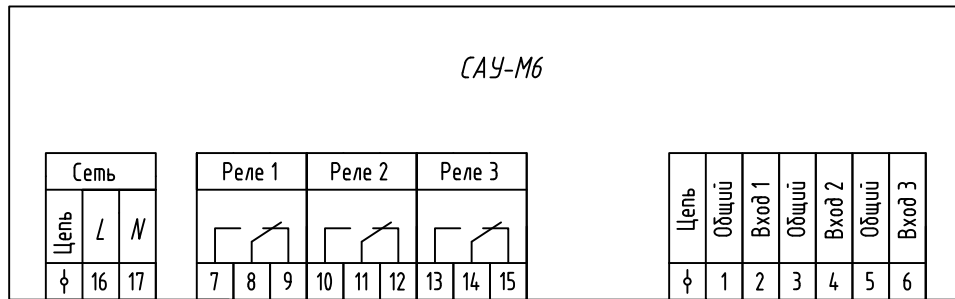 САУ-М6
Сеть
Цепь L N
16 17
Реле 1 Реле 2 Реле 3
7 8 9 10 11 12 13 14 15
Цепь Общий Вход 1 Общий Вход 2 Общий Вход 3
1 2 3 4 5 6